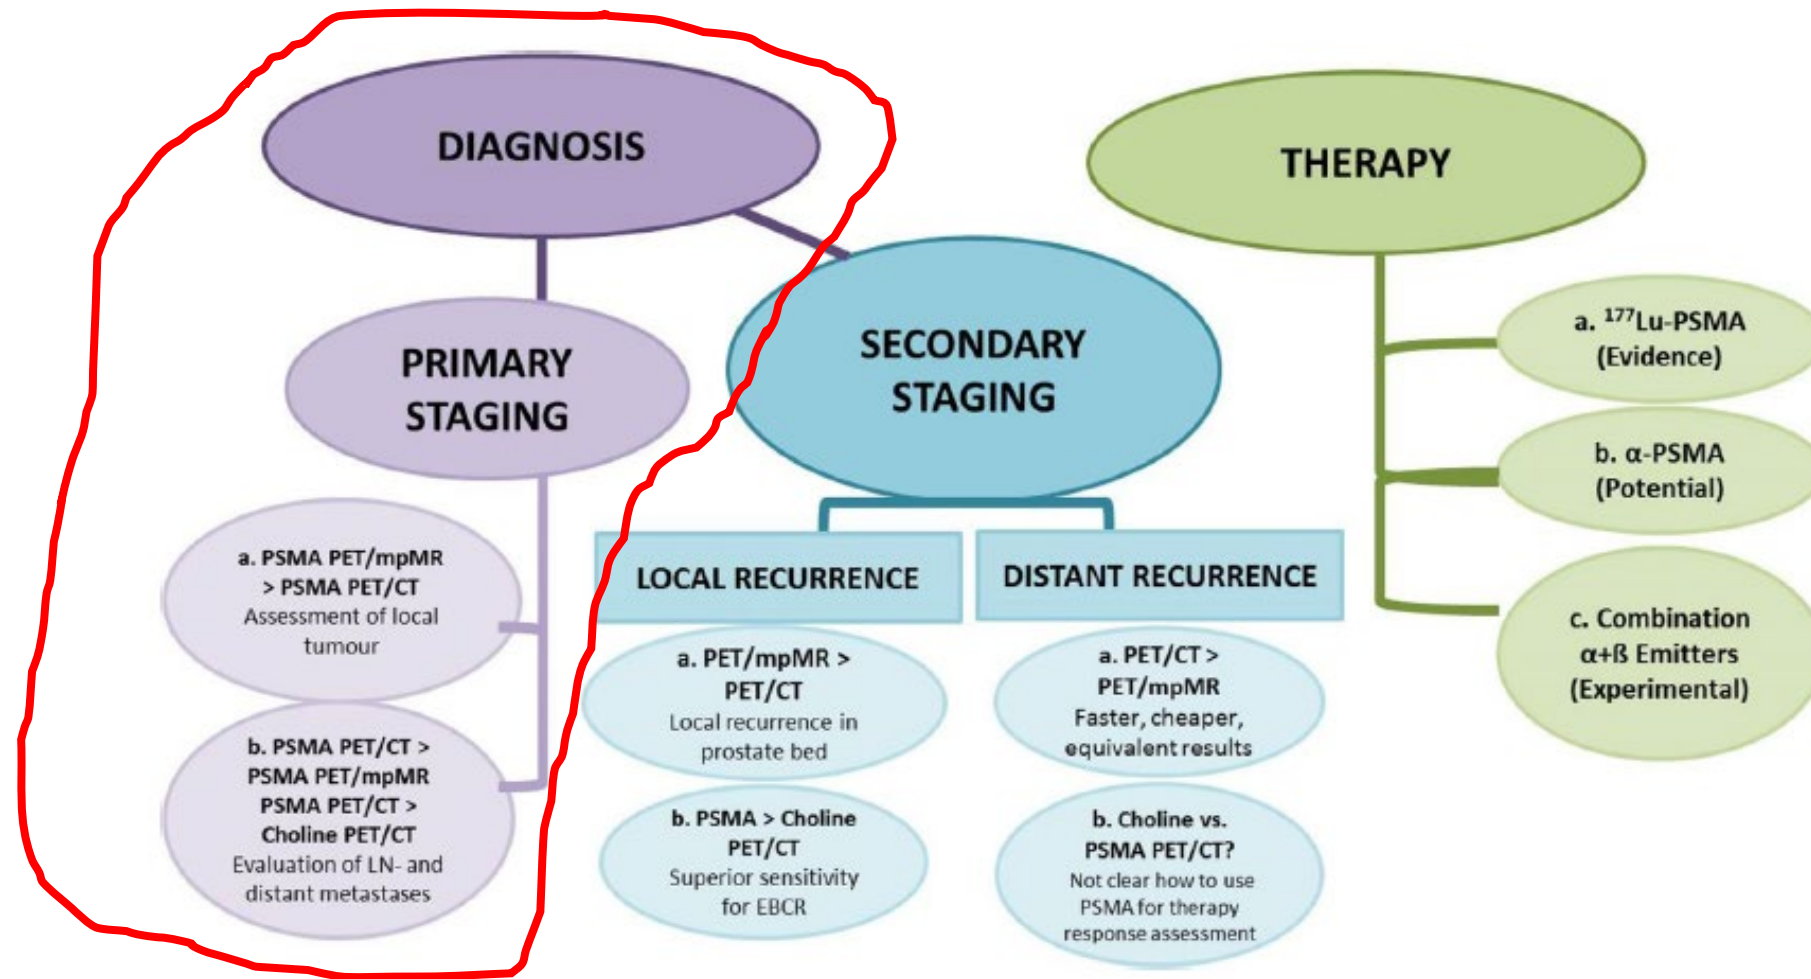 DIAGNOSIS
PRIMARY
STAGING
a. PSMA PET/mpMR
> PSMA PET/CT
Assessment of local
tumour
b. PSMA PET/CT >
PSMA PET/mpMR
PSMA PET/CT >
Choline PET/CT
Evaluation of LN- and
distant metastases
SECONDARY
STAGING
LOCAL RECURRENCE
a. PET/mpMR >
PET/CT
Local recurrence in
prostate bed
b. PSMA > Choline
PET/CT
Superior sensitivity
for EBCR
DISTANT RECURRENCE
a. PET/CT >
PET/mpMR
Faster, cheaper,
equivalent results
b. Choline vs.
PSMA PET/CT?
Not clear how to use
PSMA for therapy
response assessment
THERAPY
a. ¹⁷⁷Lu-PSMA
(Evidence)
b. α-PSMA
(Potential)
c. Combination
α+ß Emitters
(Experimental)